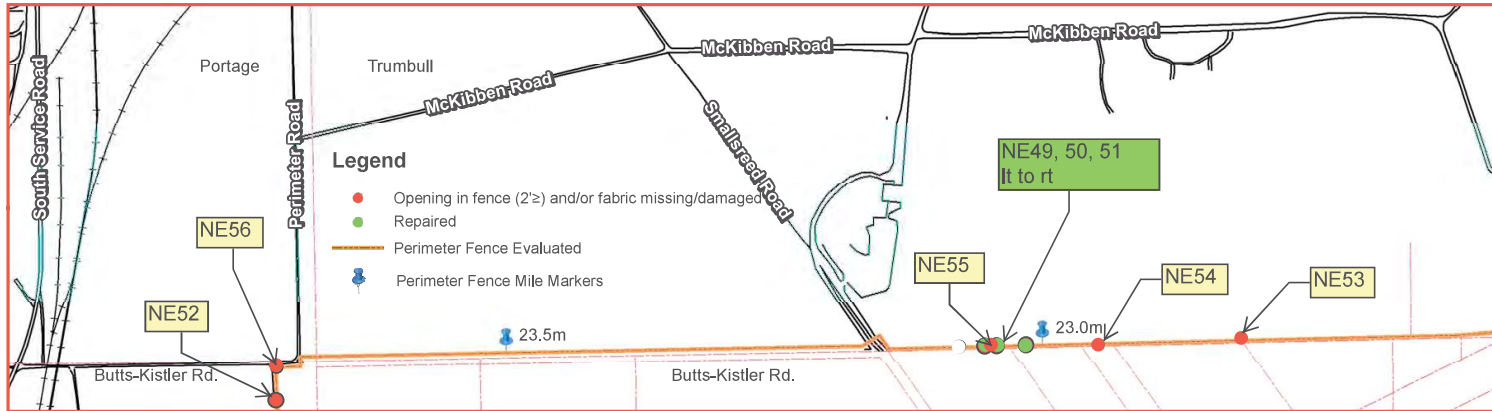 McKibben Road
McKibben Road
Portage
Trumbull
McKibben Road
South Service Road
Perimeter Road
Smallsreed Road
Legend
Opening in fence (2'≥) and/or fabric missing/damaged
Repaired
Perimeter Fence Evaluated
Perimeter Fence Mile Markers
NE49, 50, 51
lt to rt
NE56
NE55
NE54
NE53
NE52
23.5m
23.0m
Butts-Kistler Rd.
Butts-Kistler Rd.